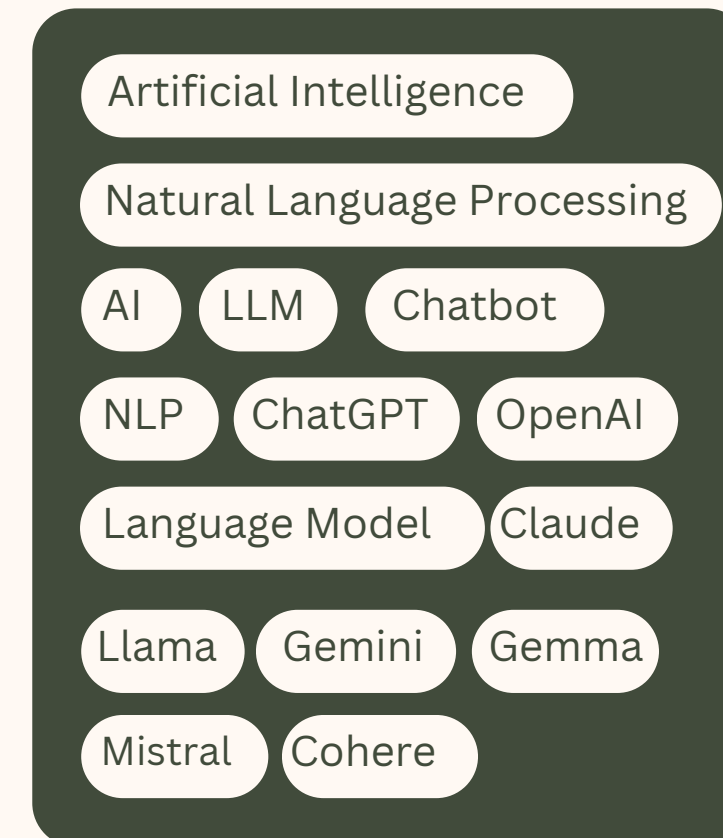 Artificial Intelligence
Natural Language Processing
AI LLM Chatbot
NLP ChatGPT OpenAI
Language Model Claude
Llama Gemini Gemma
Mistral Cohere